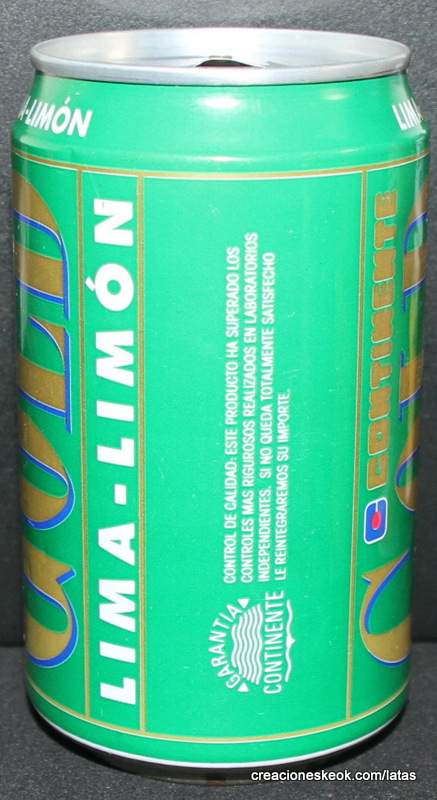 A-LIMÓN
LIMA
GOLD
LIMA-LIMÓN
CONTROL DE CALIDAD: ESTE PRODUCTO HA SUPERADO LOS
CONTROLES MAS RIGUROSOS REALIZADOS EN LABORATORIOS
INDEPENDIENTES. SI NO QUEDA TOTALMENTE SATISFECHO
LE REINTEGRAREMOS SU IMPORTE.
GARANTIA
CONTINENTE
CONTINENTE
creacioneskeok.com/latas